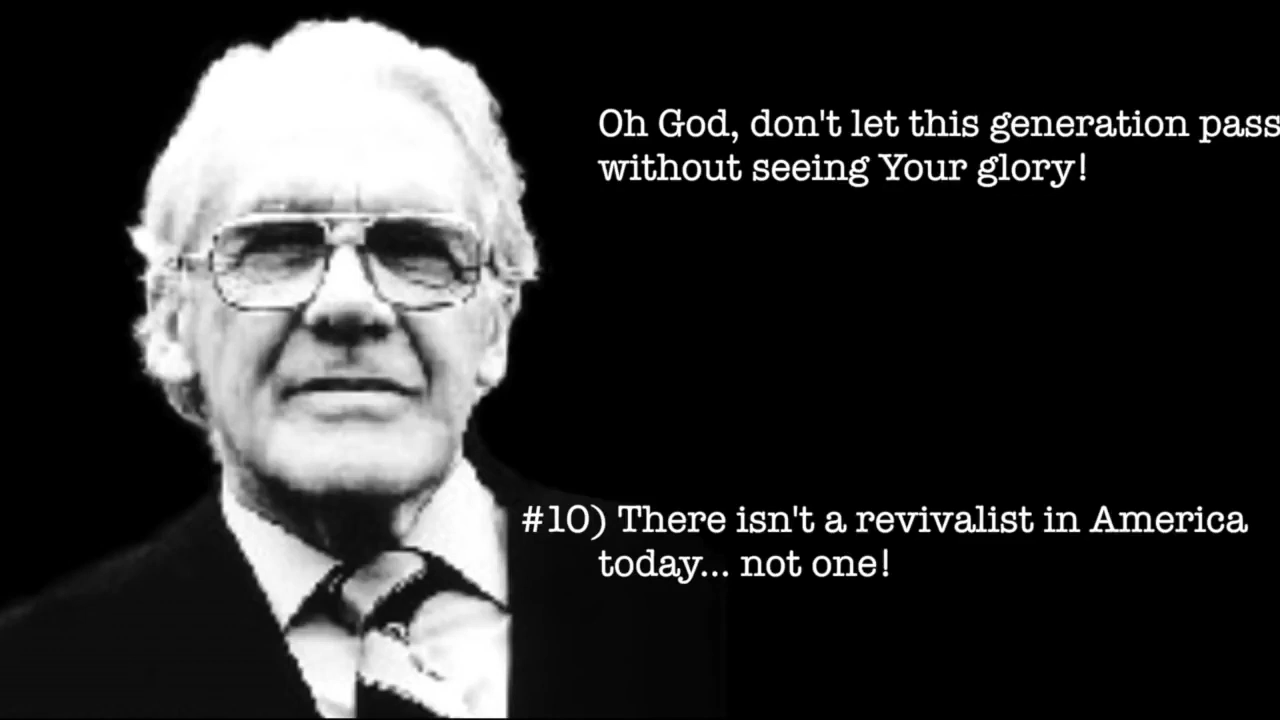 Oh God, don't let this generation pass
without seeing Your glory!
#10) There isn't a revivalist in America
today... not one!